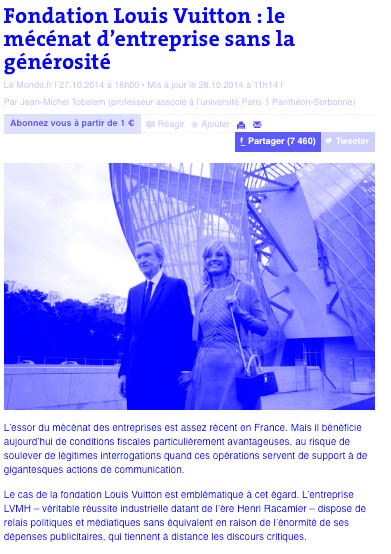 Fondation Louis Vuitton : le
mécénat d’entreprise sans la
générosité
Le Monde.fr | 27.10.2014 à 16h00 • Mis à jour le 28.10.2014 à 11h14 |
Par Jean-Michel Tobelem (professeur associé à l'université Paris 1 Panthéon-Sorbonne)
Abonnez vous à partir de 1 € Réagir Ajouter
Partager (7 460) Tweeter
L'essor du mécénat des entreprises est assez récent en France. Mais il bénéficie
aujourd'hui de conditions fiscales particulièrement avantageuses, au risque de
soulever de légitimes interrogations quand ces opérations servent de support à de
gigantesques actions de communication.
Le cas de la fondation Louis Vuitton est emblématique à cet égard. L'entreprise
LVMH – véritable réussite industrielle datant de l'ère Henri Racamier – dispose de
relais politiques et médiatiques sans équivalent en raison de l'énormité de ses
dépenses publicitaires, qui tiennent à distance les discours critiques.